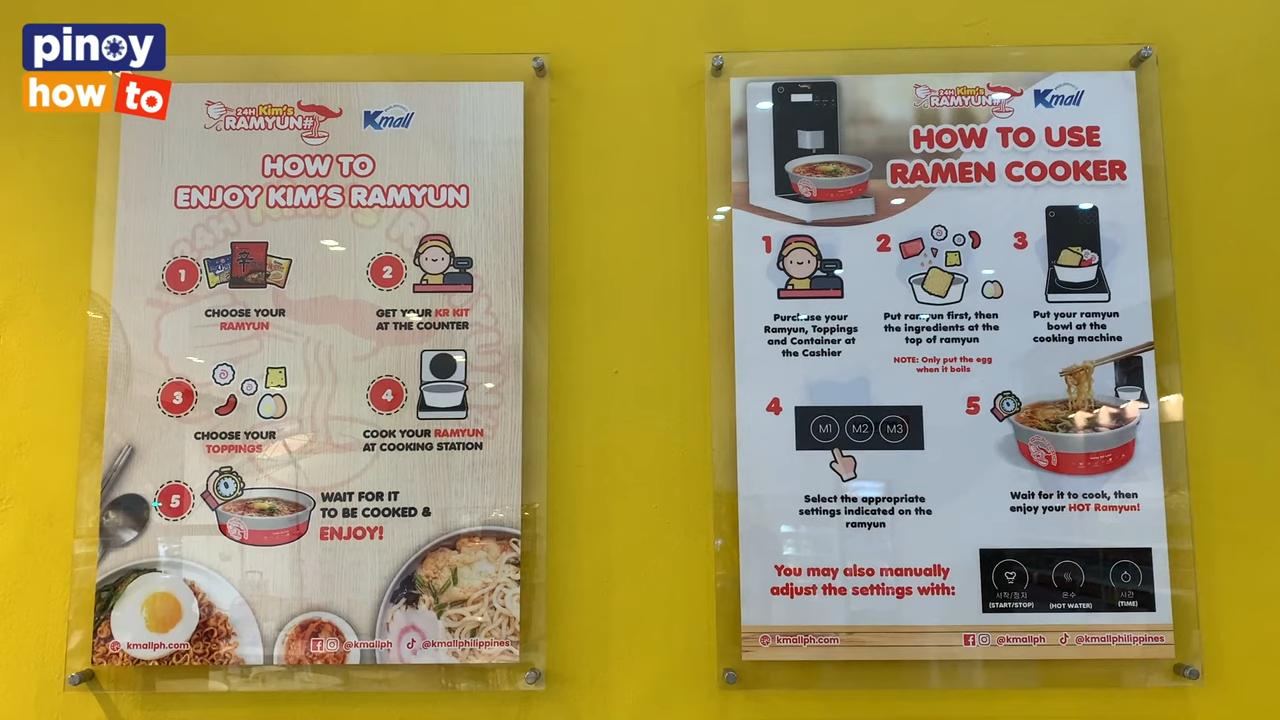 pinoy
how to
24H Kim's
RAMYUN#
Kmall
HOW TO
ENJOY KIM'S RAMYUN
1
CHOOSE YOUR
RAMYUN
2
GET YOUR KR KIT
AT THE COUNTER
3
CHOOSE YOUR
TOPPINGS
4
COOK YOUR RAMYUN
AT COOKING STATION
5
WAIT FOR IT
TO BE COOKED &
ENJOY!
kmallph.com
@kmallph
@kmallphilippines
24H Kim's
RAMYUN#
Kmall
HOW TO USE
RAMEN COOKER
1
Purchase your
Ramyun, Toppings
and Container at
the Cashier
2
Put ramyun first, then
the ingredients at the
top of ramyun
NOTE: Only put the egg
when it boils
3
Put your ramyun
bowl at the
cooking machine
4
M1 M2 M3
Select the appropriate
settings indicated on the
ramyun
5
Wait for it to cook, then
enjoy your HOT Ramyun!
You may also manually
adjust the settings with:
시작/정지
(START/STOP)
온수
(HOT WATER)
시간
(TIME)
kmallph.com
@kmallph
@kmallphilippines